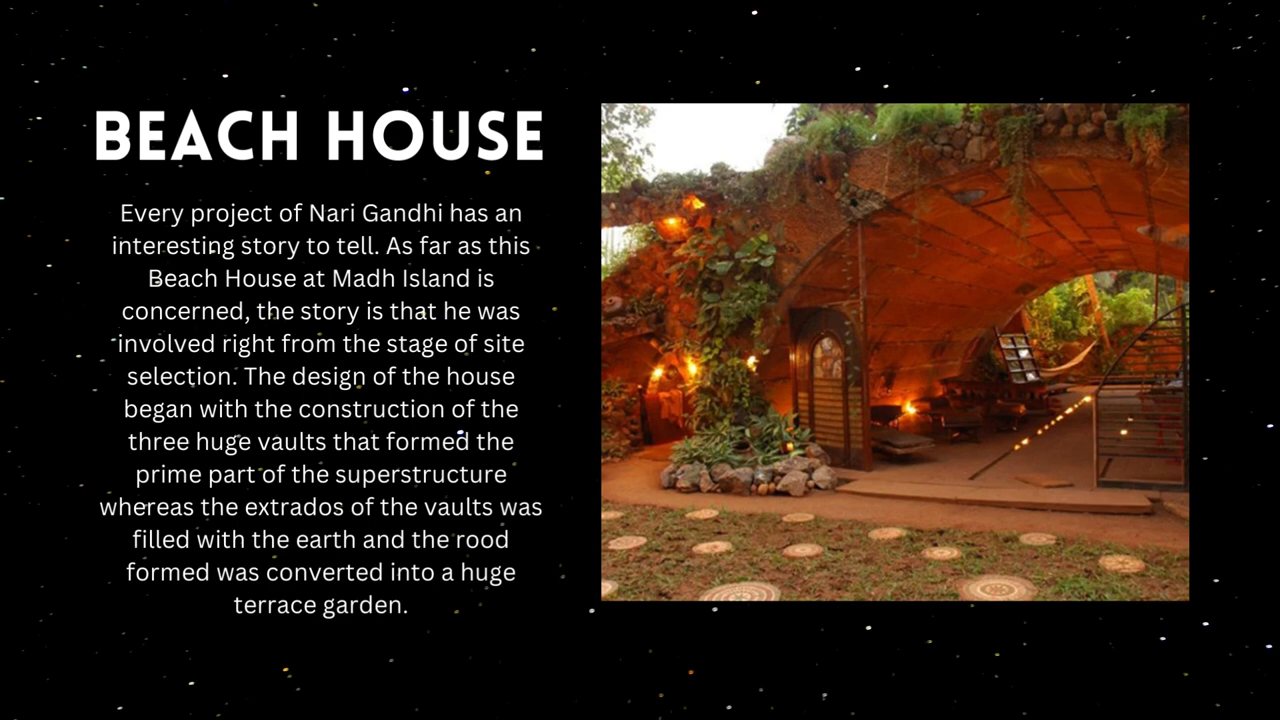 BEACH HOUSE
Every project of Nari Gandhi has an
interesting story to tell. As far as this
Beach House at Madh Island is
concerned, the story is that he was
involved right from the stage of site
selection. The design of the house
began with the construction of the
three huge vaults that formed the
prime part of the superstructure
whereas the extrados of the vaults was
filled with the earth and the rood
formed was converted into a huge
terrace garden.